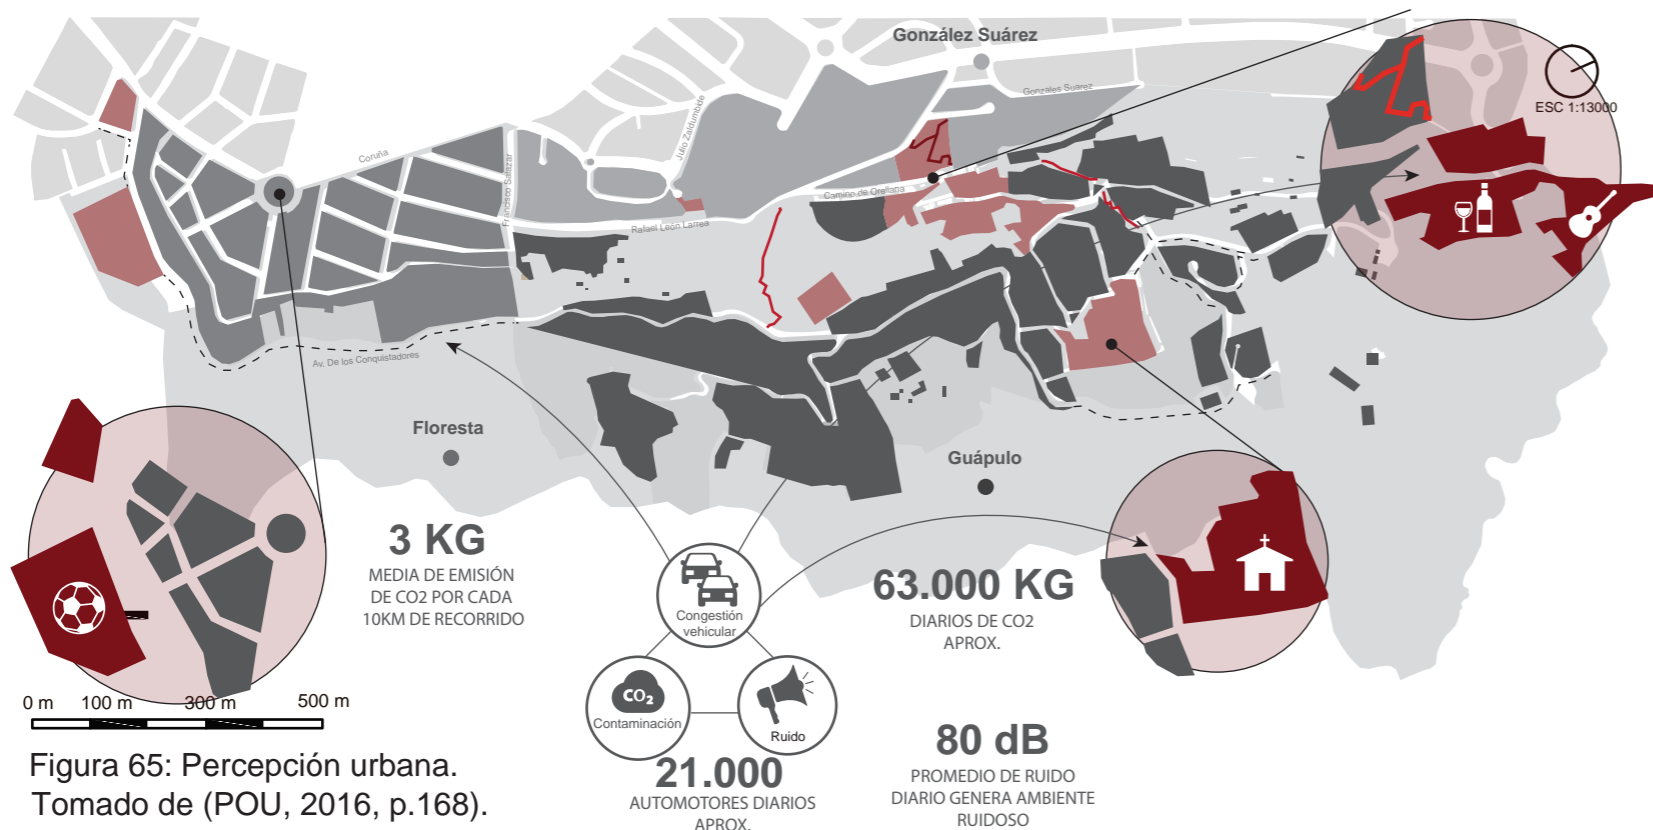 González Suárez
Gonzales Suarez
ESC 1:13000
Julio Zaldumbide
Coruña
Francisco Salazar
Camino de Orellana
Rafael León Larrea
Av. De los Conquistadores
Floresta
Guápulo
3 KG
MEDIA DE EMISIÓN
DE CO2 POR CADA
10KM DE RECORRIDO
Congestión
vehicular
63.000 KG
DIARIOS DE CO2
APROX.
CO2
Contaminación
Ruido
0 m 100 m 300 m 500 m
21.000
AUTOMOTORES DIARIOS
APROX.
80 dB
PROMEDIO DE RUIDO
DIARIO GENERA AMBIENTE
RUIDOSO
Figura 65: Percepción urbana.
Tomado de (POU, 2016, p.168).